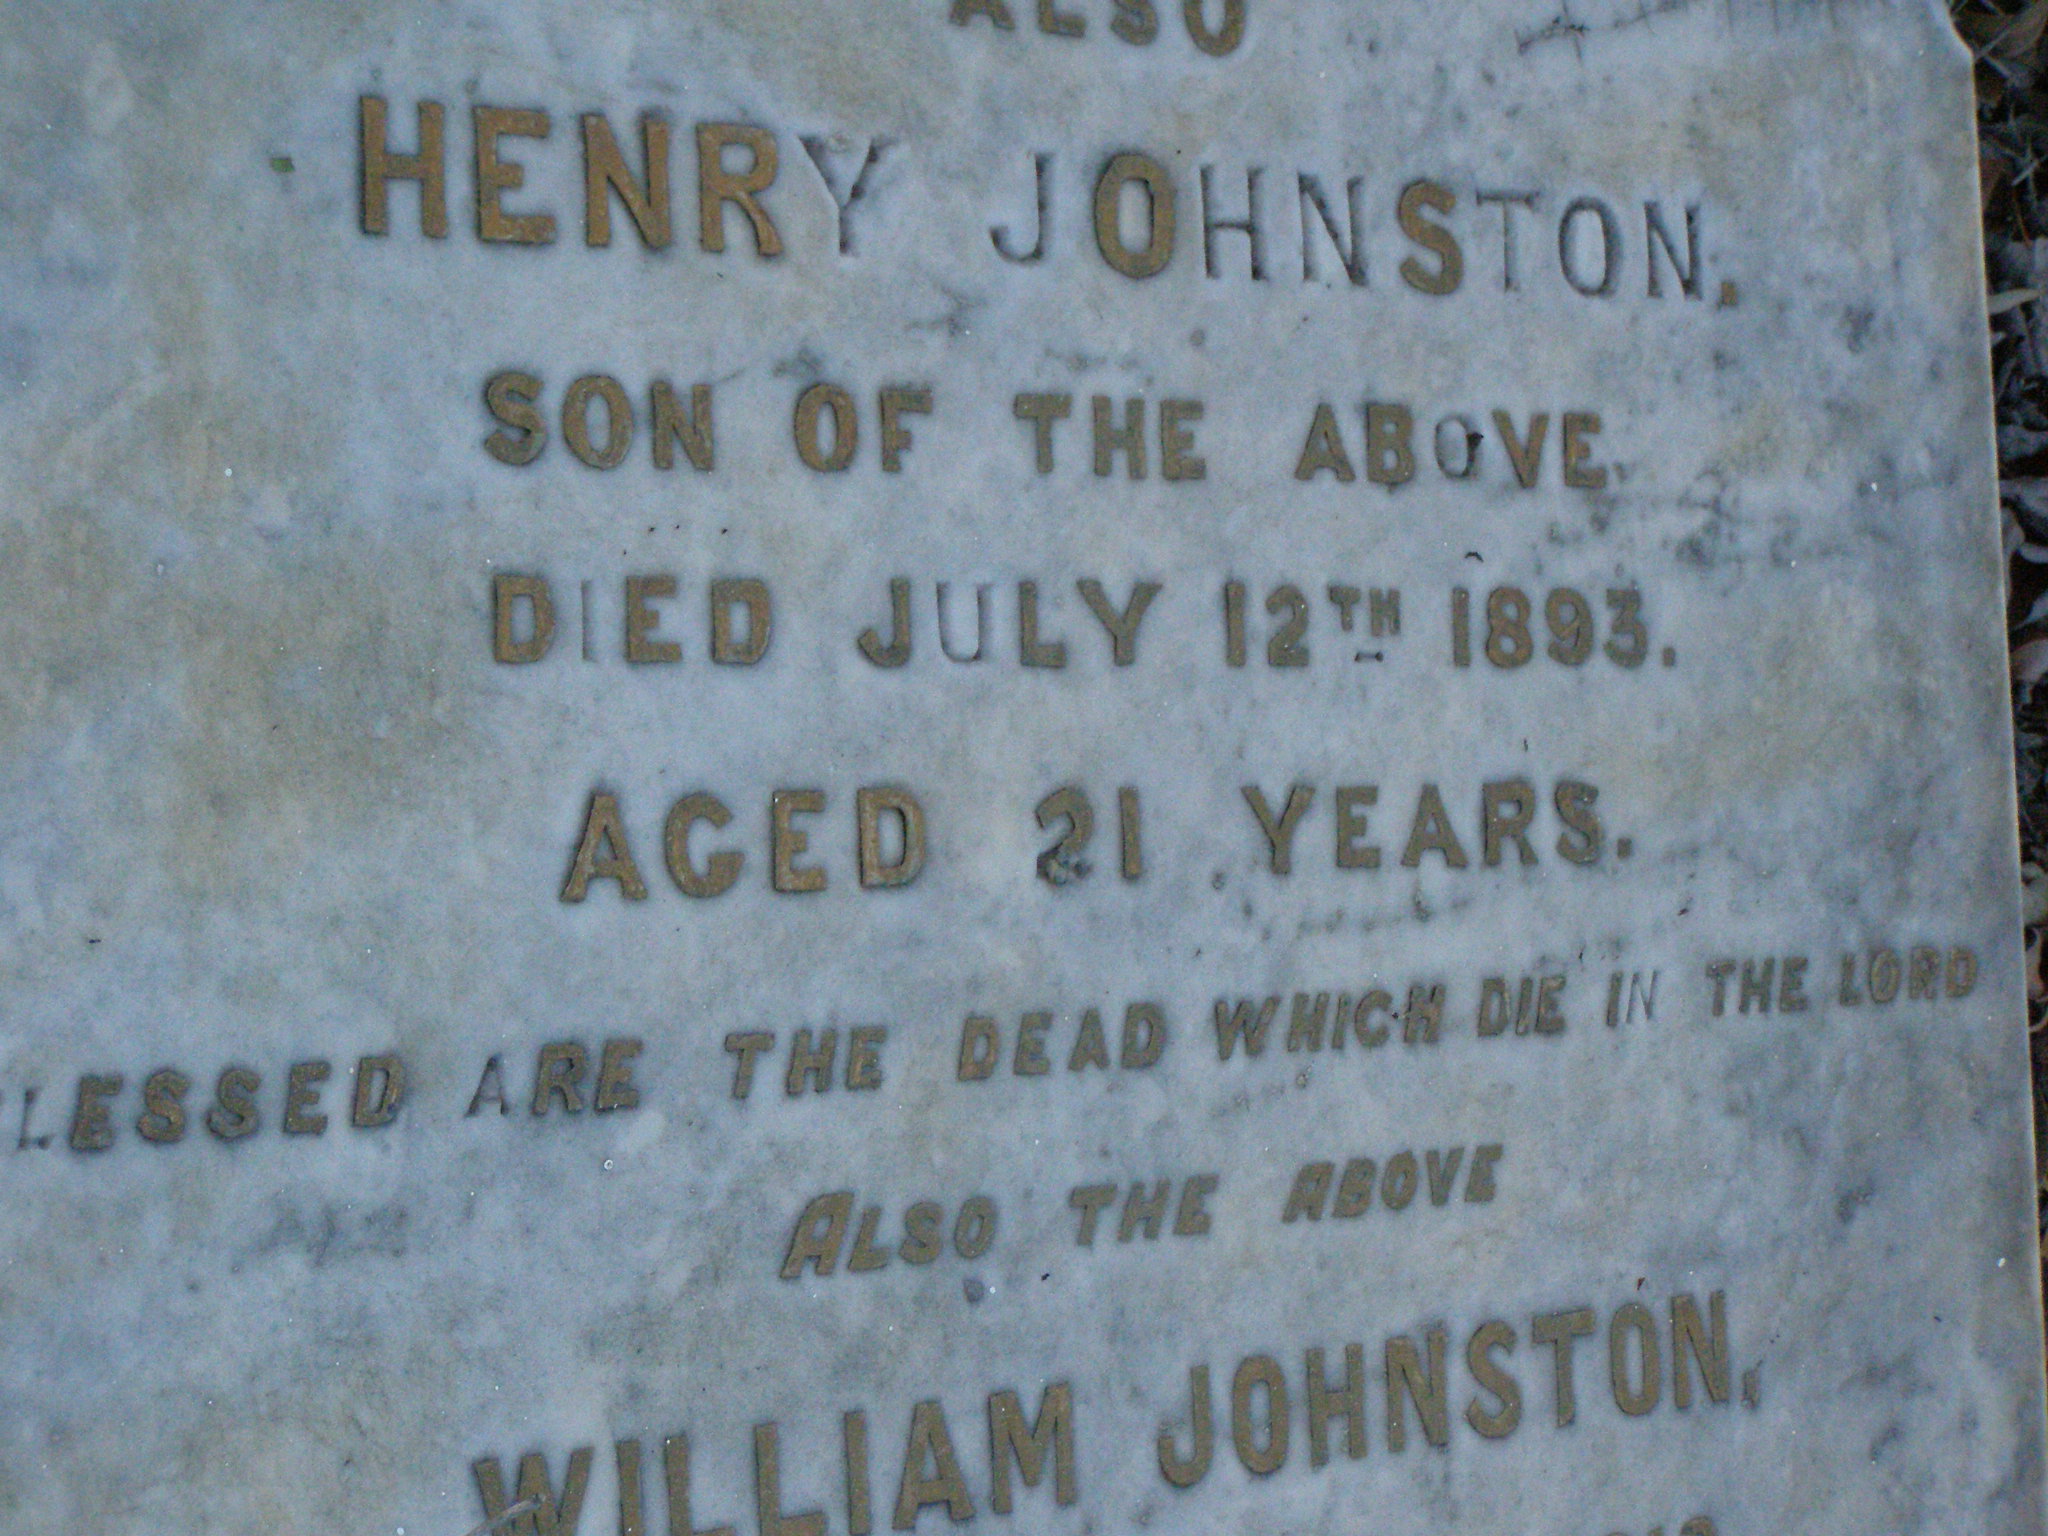 ALSO
HENRY JOHNSTON.
SON OF THE ABOVE.
DIED JULY 12TH 1893.
AGED 21 YEARS.
LESSED ARE THE DEAD WHICH DIE IN THE LORD
ALSO THE ABOVE
WILLIAM JOHNSTON,